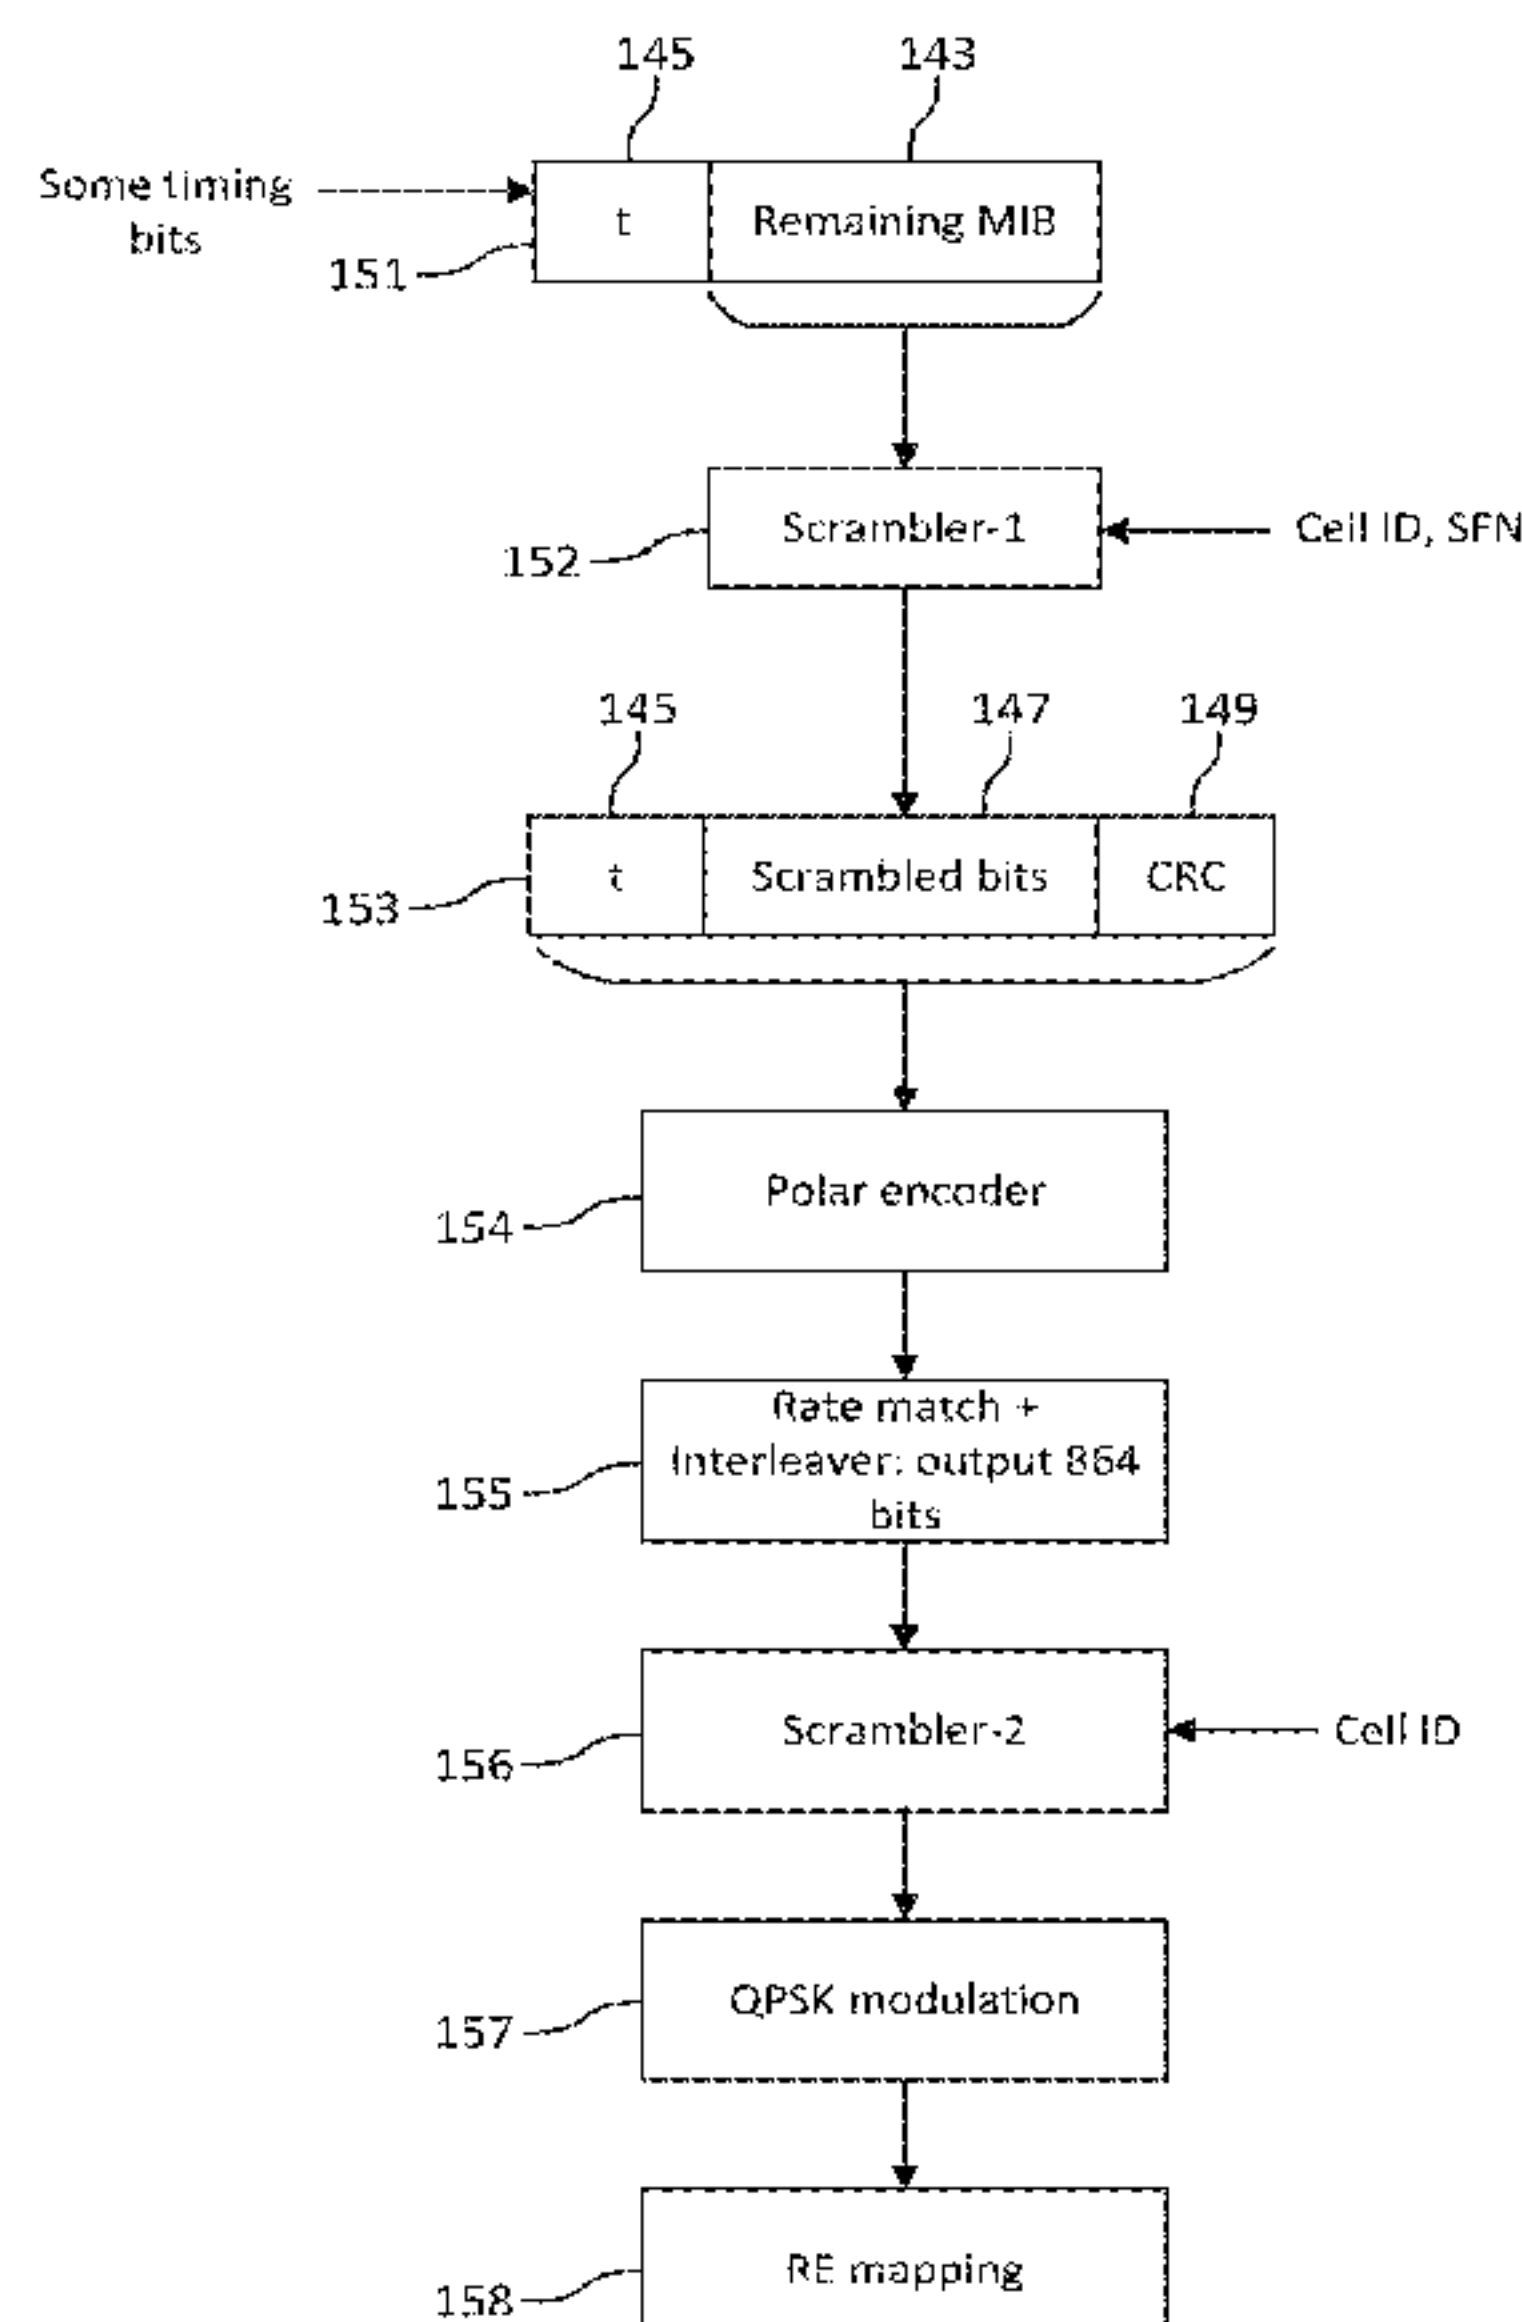 145
143
Some timing
bits
t
Remaining MIB
151
Scrambler-1
Cell ID, SFN
152
145
147
149
t
Scrambled bits
CRC
153
Polar encoder
154
Rate match +
Interleaver: output 864
bits
155
Scrambler-2
Cell ID
156
QPSK modulation
157
RE mapping
158